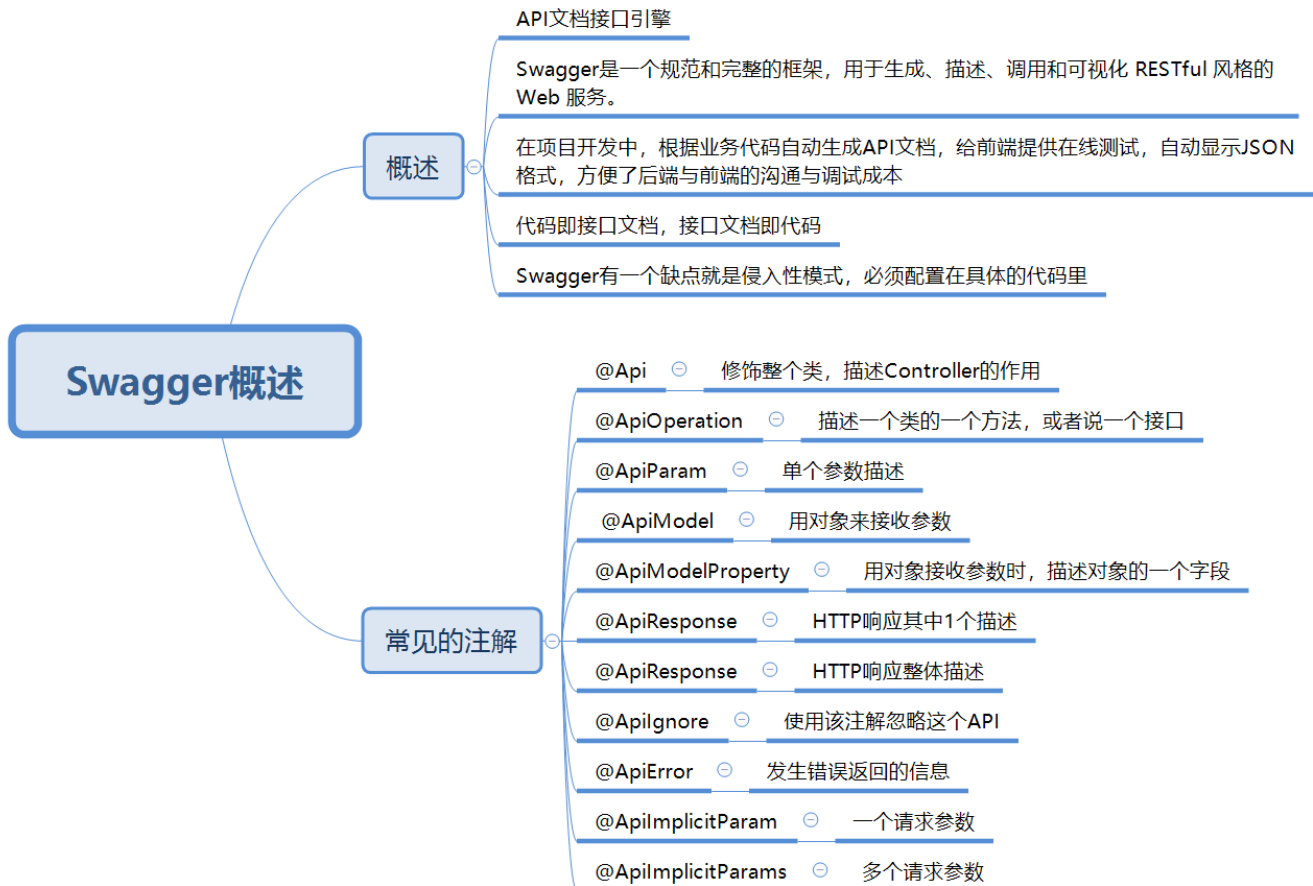 API文档接口引擎
Swagger是一个规范和完整的框架，用于生成、描述、调用和可视化 RESTful 风格的
Web 服务。
概述
在项目开发中，根据业务代码自动生成API文档，给前端提供在线测试，自动显示JSON
格式，方便了后端与前端的沟通与调试成本
代码即接口文档，接口文档即代码
Swagger有一个缺点就是侵入性模式，必须配置在具体的代码里
Swagger概述
@Api 修饰整个类，描述Controller的作用
@ApiOperation 描述一个类的一个方法，或者说一个接口
@ApiParam 单个参数描述
@ApiModel 用对象来接收参数
@ApiModelProperty 用对象接收参数时，描述对象的一个字段
常见的注解
@ApiResponse HTTP响应其中1个描述
@ApiResponse HTTP响应整体描述
@ApiIgnore 使用该注解忽略这个API
@ApiError 发生错误返回的信息
@ApiImplicitParam 一个请求参数
@ApiImplicitParams 多个请求参数